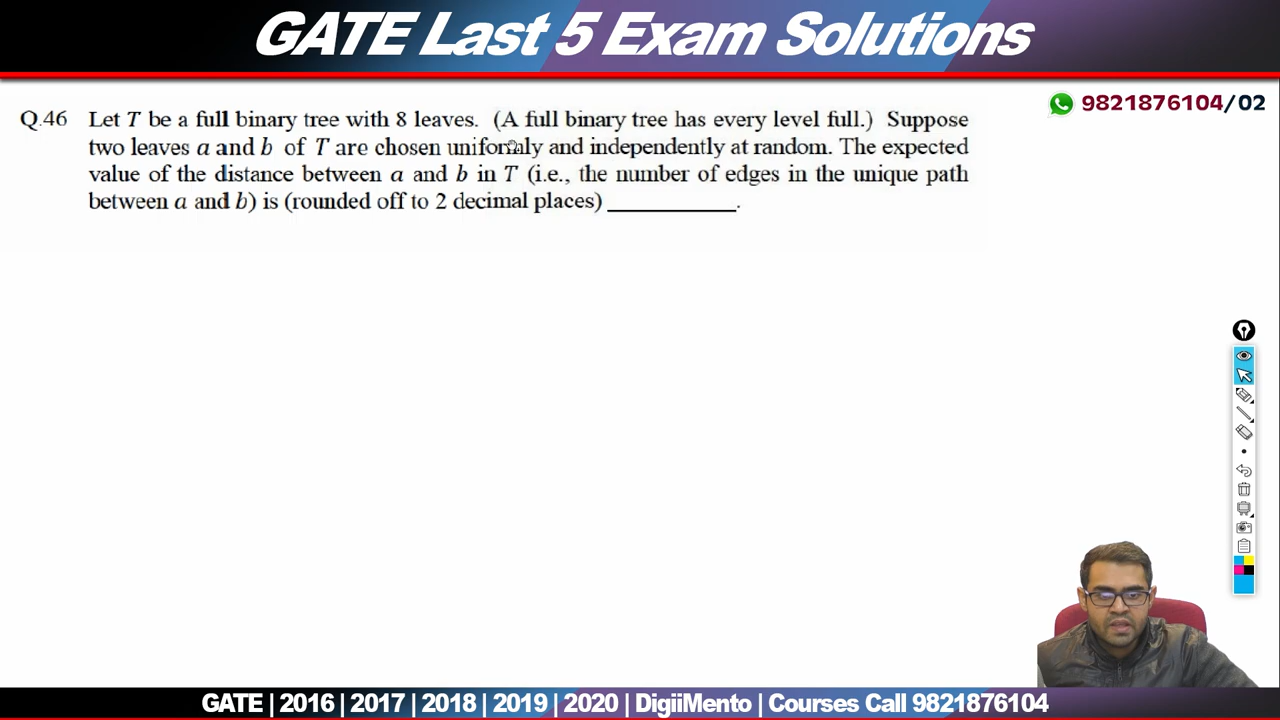 GATE Last 5 Exam Solutions
9821876104/02
Q.46 Let T be a full binary tree with 8 leaves. (A full binary tree has every level full.) Suppose
two leaves a and b of T are chosen uniformly and independently at random. The expected
value of the distance between a and b in T (i.e., the number of edges in the unique path
between a and b) is (rounded off to 2 decimal places) ___________.
GATE | 2016 | 2017 | 2018 | 2019 | 2020 | DigiiMento | Courses Call 9821876104